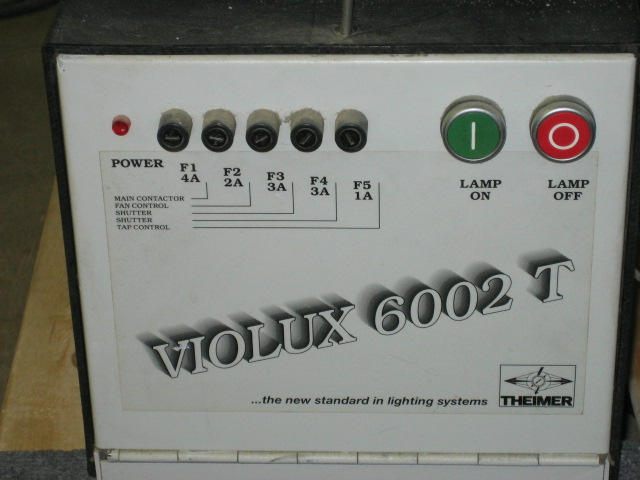 POWER F1 F2 F3 F4 F5
4A 2A 3A 3A 1A
MAIN CONTACTOR
FAN CONTROL
SHUTTER
SHUTTER
TAP CONTROL
LAMP ON
LAMP OFF
VIOLUX 6002 T
...the new standard in lighting systems
THEIMER